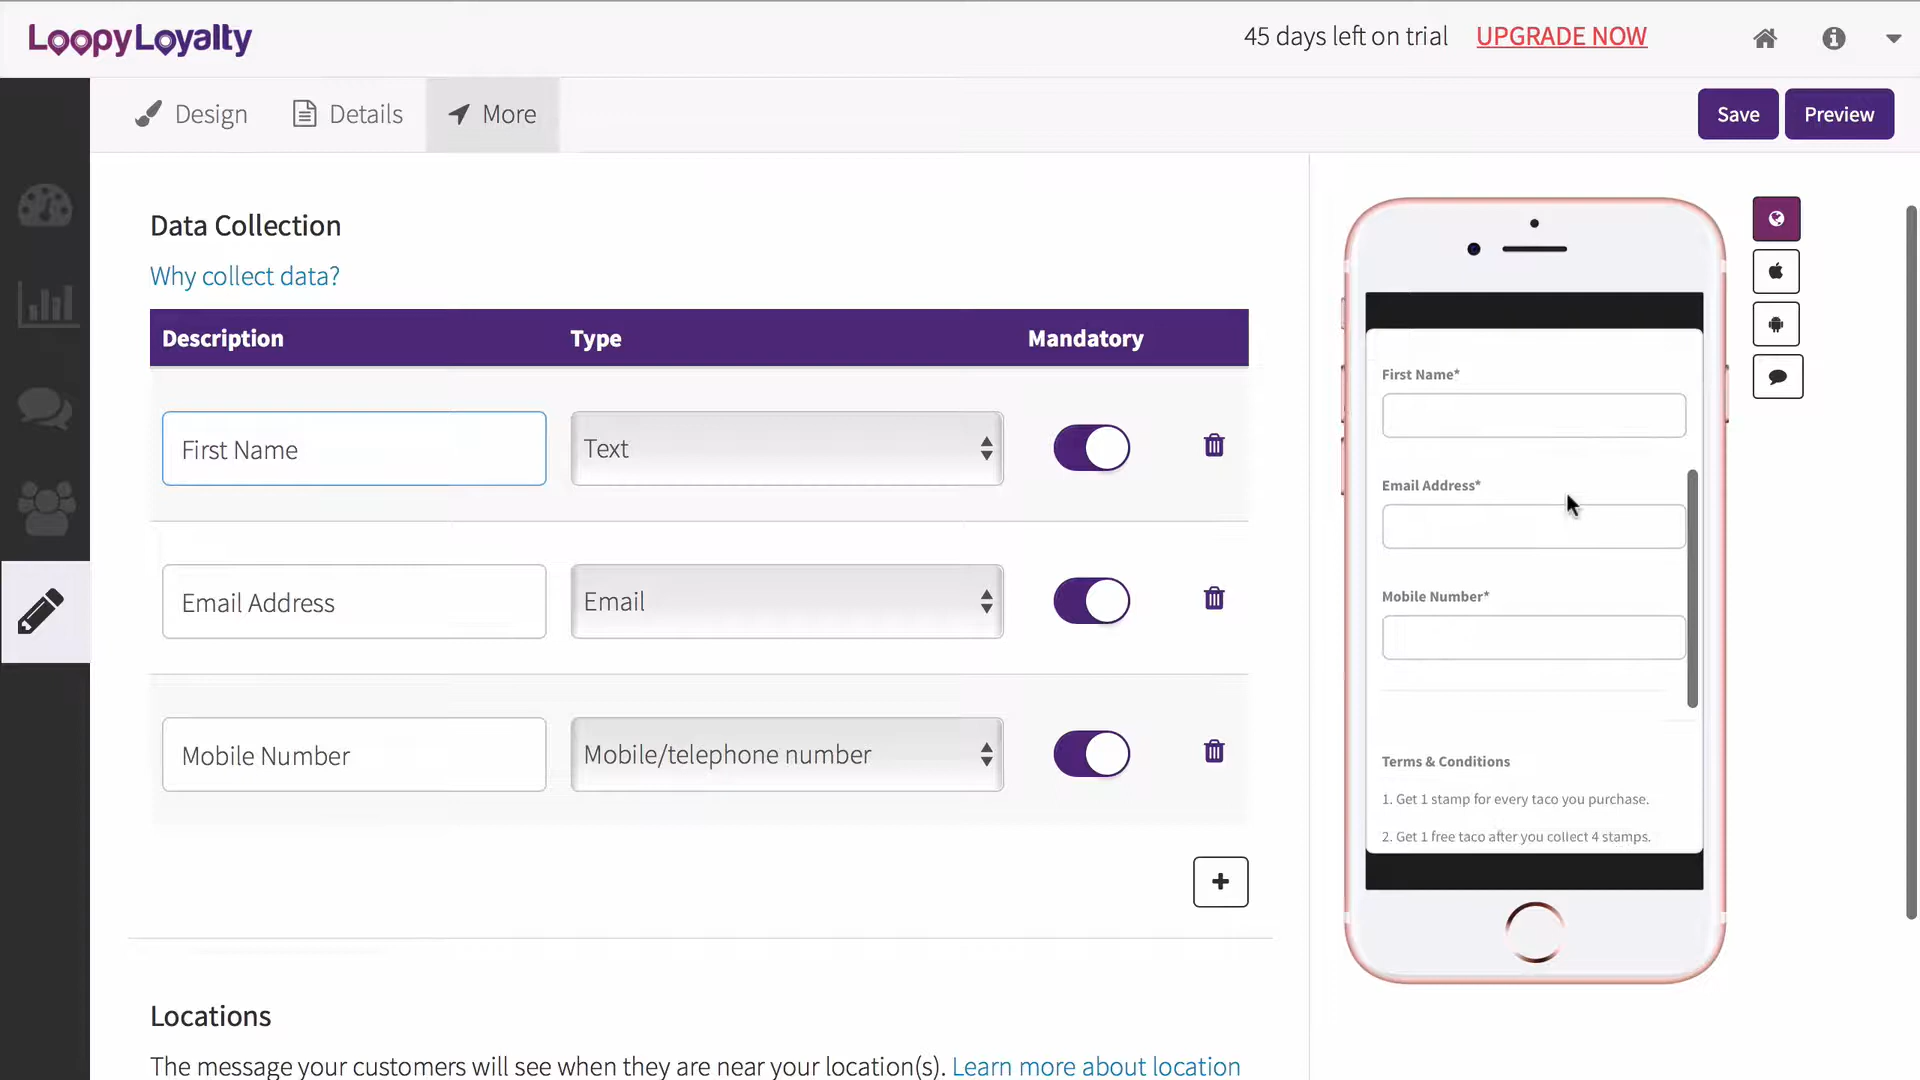 LoopyLoyalty
45 days left on trial UPGRADE NOW
Design Details More
Save Preview
Data Collection
Why collect data?
Description Type Mandatory
First Name Text
Email Address Email
Mobile Number Mobile/telephone number
+
Locations
The message your customers will see when they are near your location(s). Learn more about location
First Name*
Email Address*
Mobile Number*
Terms & Conditions
1. Get 1 stamp for every taco you purchase.
2. Get 1 free taco after you collect 4 stamps.